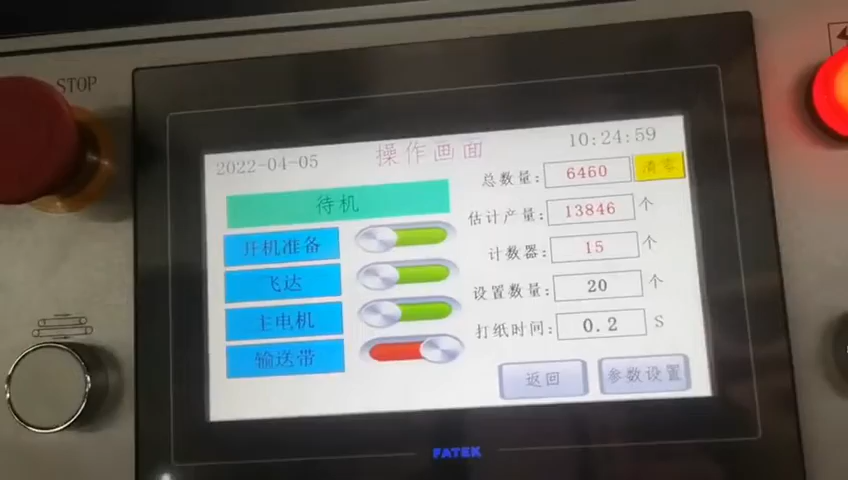 STOP
2022-04-05
操作画面
10:24:59
待机
总数量: 6460 清零
开机准备
估计产量: 13846 个
飞达
计数器: 15 个
主电机
设置数量: 20 个
输送带
打纸时间: 0.2 S
返回
参数设置
FATEK